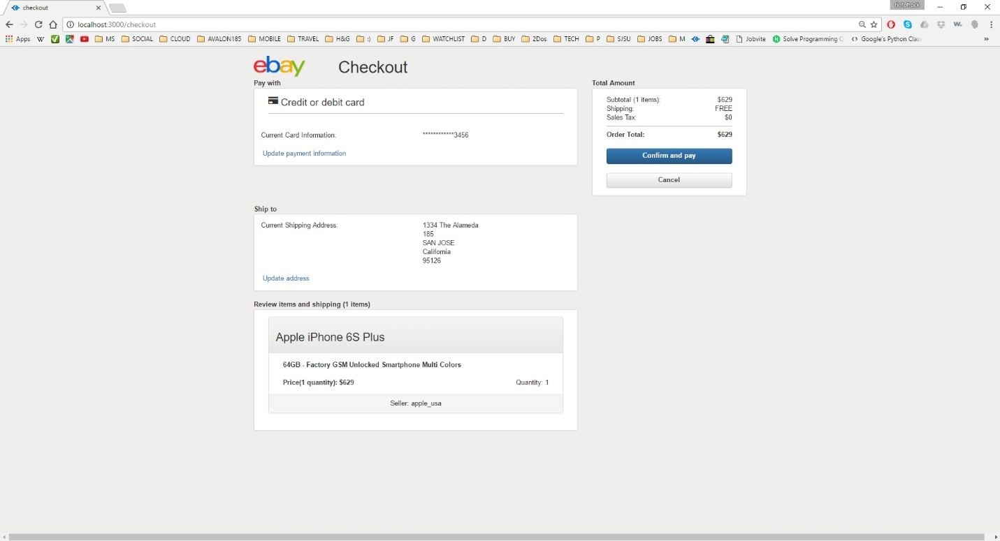 checkout
notafrock
localhost:3000/checkout
Apps W MS SOCIAL CLOUD AVALON185 MOBILE TRAVEL H&G :) JF G WATCHLIST D BUY 2Dos TECH P SJSU JOBS M Jobvite Solve Programming Google's Python Clas »
ebay Checkout
Pay with
Credit or debit card
Current Card Information: ************3456
Update payment information
Total Amount
Subtotal (1 items): $629
Shipping: FREE
Sales Tax: $0
Order Total: $629
Confirm and pay
Cancel
Ship to
Current Shipping Address: 1334 The Alameda
185
SAN JOSE
California
95126
Update address
Review items and shipping (1 items)
Apple iPhone 6S Plus
64GB - Factory GSM Unlocked Smartphone Multi Colors
Price(1 quantity): $629 Quantity: 1
Seller: apple_usa